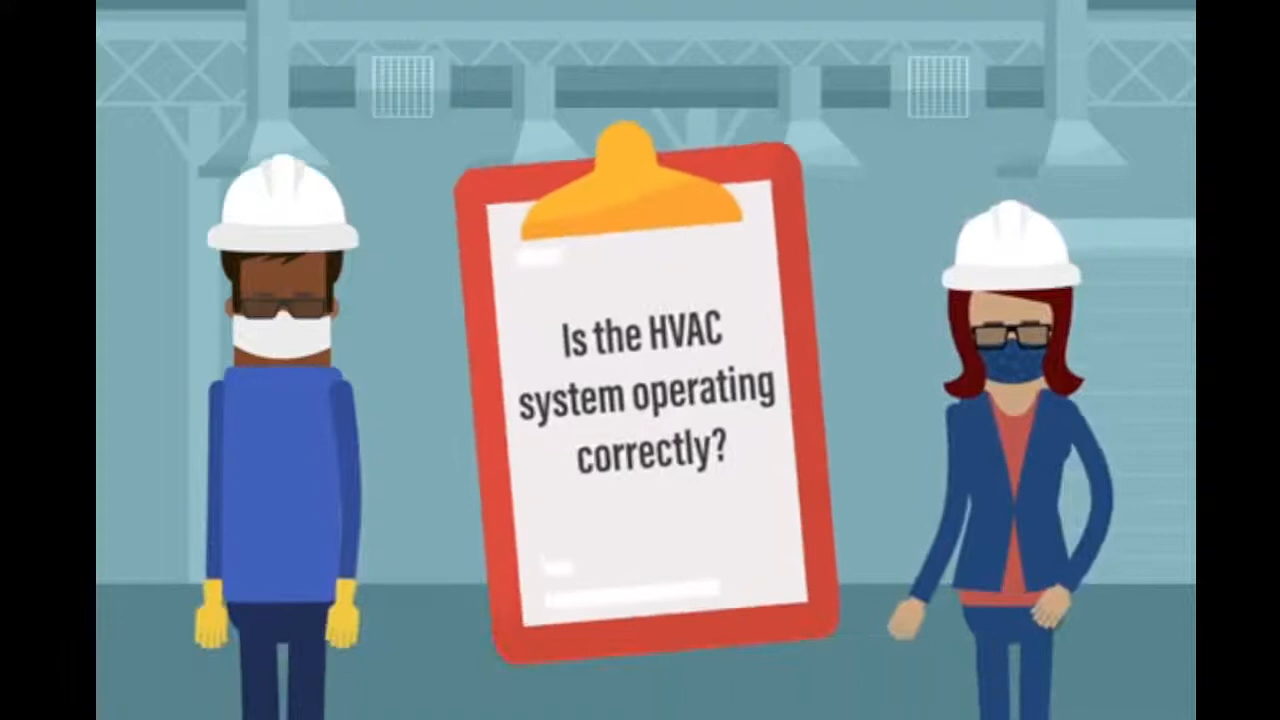 Is the HVAC
system operating
correctly?